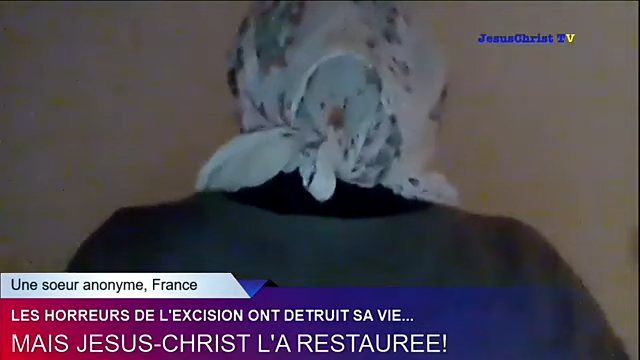 JesusChrist TV
Une soeur anonyme, France
LES HORREURS DE L'EXCISION ONT DETRUIT SA VIE...
MAIS JESUS-CHRIST L'A RESTAUREE!